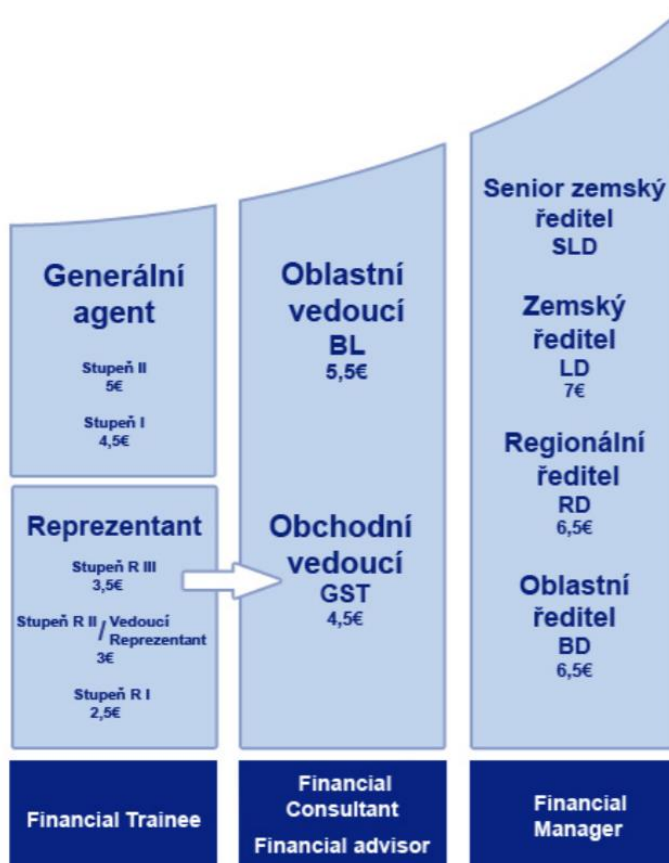 Generální
agent
Stupeň II
5€
Stupeň I
4,5€
Reprezentant
Stupeň R III
3,5€
Stupeň R II / Vedoucí
Reprezentant
3€
Stupeň R I
2,5€
Financial Trainee
Oblastní
vedoucí
BL
5,5€
Obchodní
vedoucí
GST
4,5€
Financial
Consultant
Financial advisor
Senior zemský
ředitel
SLD
Zemský
ředitel
LD
7€
Regionální
ředitel
RD
6,5€
Oblastní
ředitel
BD
6,5€
Financial
Manager